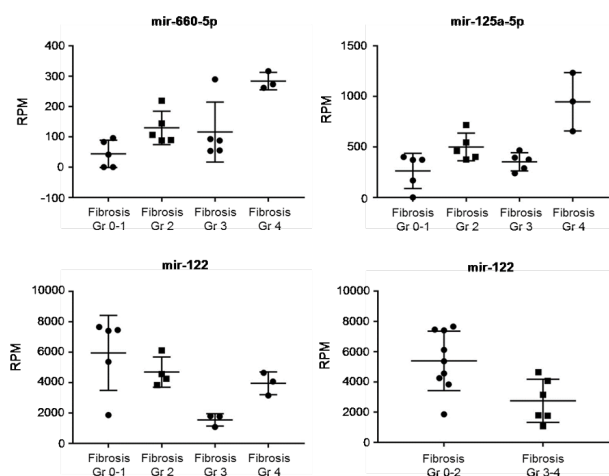 mir-660-5p
400
300
200
100
0
-100
RPM
Fibrosis Gr 0-1
Fibrosis Gr 2
Fibrosis Gr 3
Fibrosis Gr 4
mir-125a-5p
1500
1000
500
0
RPM
Fibrosis Gr 0-1
Fibrosis Gr 2
Fibrosis Gr 3
Fibrosis Gr 4
mir-122
10000
8000
6000
4000
2000
0
RPM
Fibrosis Gr 0-1
Fibrosis Gr 2
Fibrosis Gr 3
Fibrosis Gr 4
mir-122
10000
8000
6000
4000
2000
0
RPM
Fibrosis Gr 0-2
Fibrosis Gr 3-4